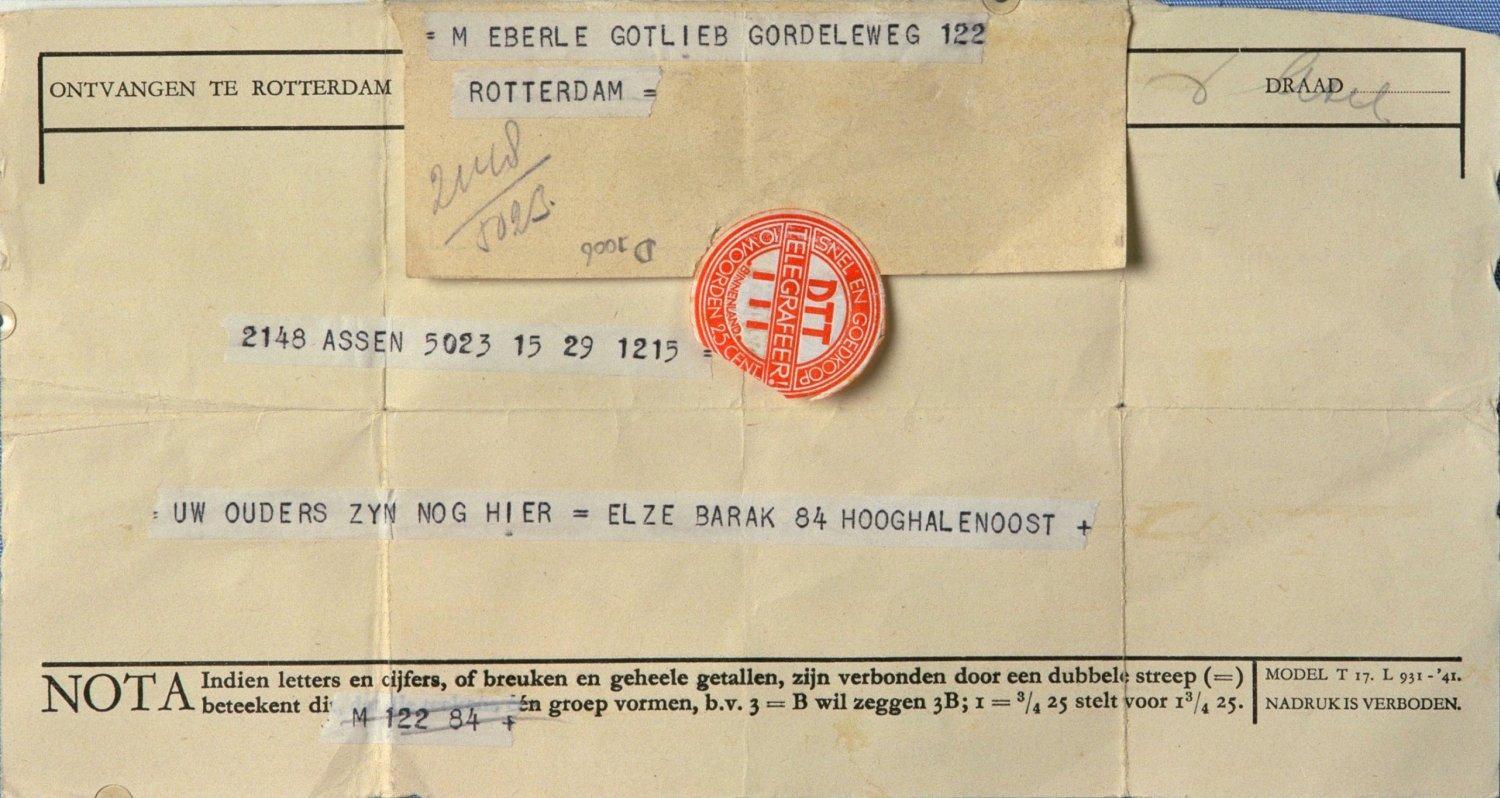 = M EBERLE GOTLIEB GORDELEWEG 122
ROTTERDAM =
ONTVANGEN TE ROTTERDAM
DRAAD
2148
5023.
D 1006
SNEL EN GOEDKOOP
TELEGRAFEER!
10 WOORDEN 25 CENT
BINNENLAND
2148 ASSEN 5023 15 29 1215 =
= UW OUDERS ZYN NOG HIER = ELZE BARAK 84 HOOGHALENOOST +
NOTA Indien letters en cijfers, of breuken en geheele getallen, zijn verbonden door een dubbele streep (=)
beteekent di én groep vormen, b.v. 3 = B wil zeggen 3B; 1 = 3/4 25 stelt voor 1 3/4 25.
M 122 84 +
MODEL T 17. L 931 - '41.
NADRUK IS VERBODEN.